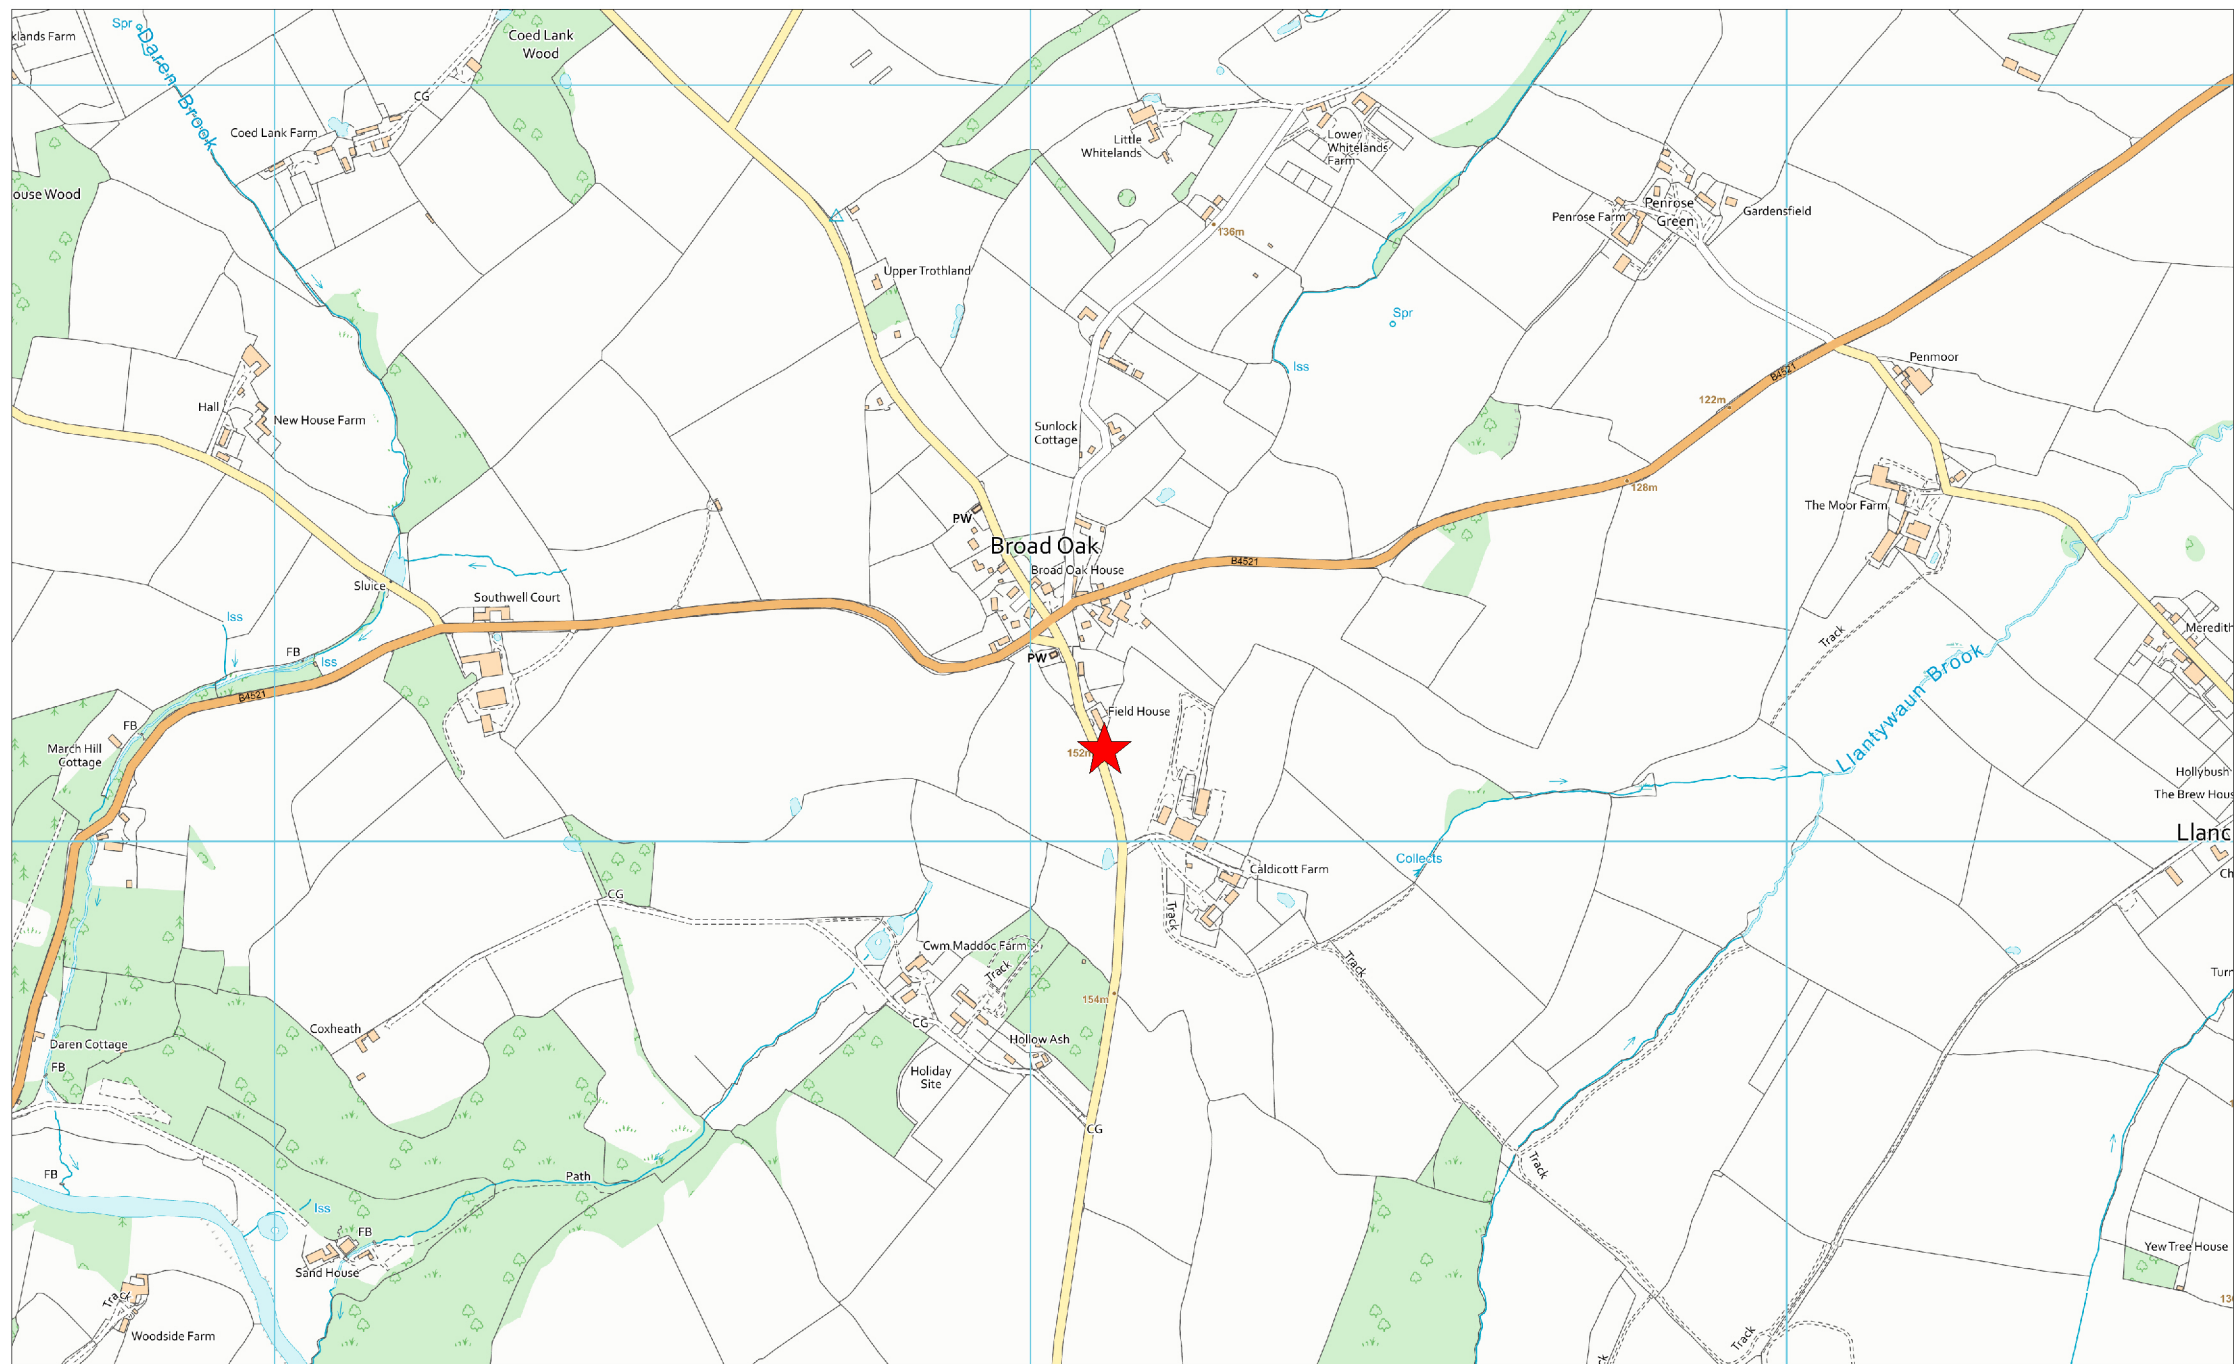 Spr
klands Farm
Daren Brook
Coed Lank
Wood
CG
Coed Lank Farm
ouse Wood
Little
Whitelands
Lower
Whitelands
Farm
136m
Penrose Farm
Penrose
Green
Gardensfield
Upper Trothland
Spr
Iss
B4521
Penmoor
122m
Hall
New House Farm
Sunlock
Cottage
128m
The Moor Farm
PW
Broad Oak
Broad Oak House
B4521
Sluice
Southwell Court
Iss
FB
Iss
PW
Track
Meredith
B4521
Llantywaun Brook
FB
March Hill
Cottage
Field House
152m
Hollybush
The Brew Hous
Llanc
Collects
Caldicott Farm
Ch
CG
Track
Cwm Maddoc Farm
Track
Track
Turn
154m
Coxheath
CG
Hollow Ash
Daren Cottage
FB
Holiday
Site
CG
Path
Track
FB
Iss
FB
Sand House
Yew Tree House
Track
Woodside Farm
Track
13